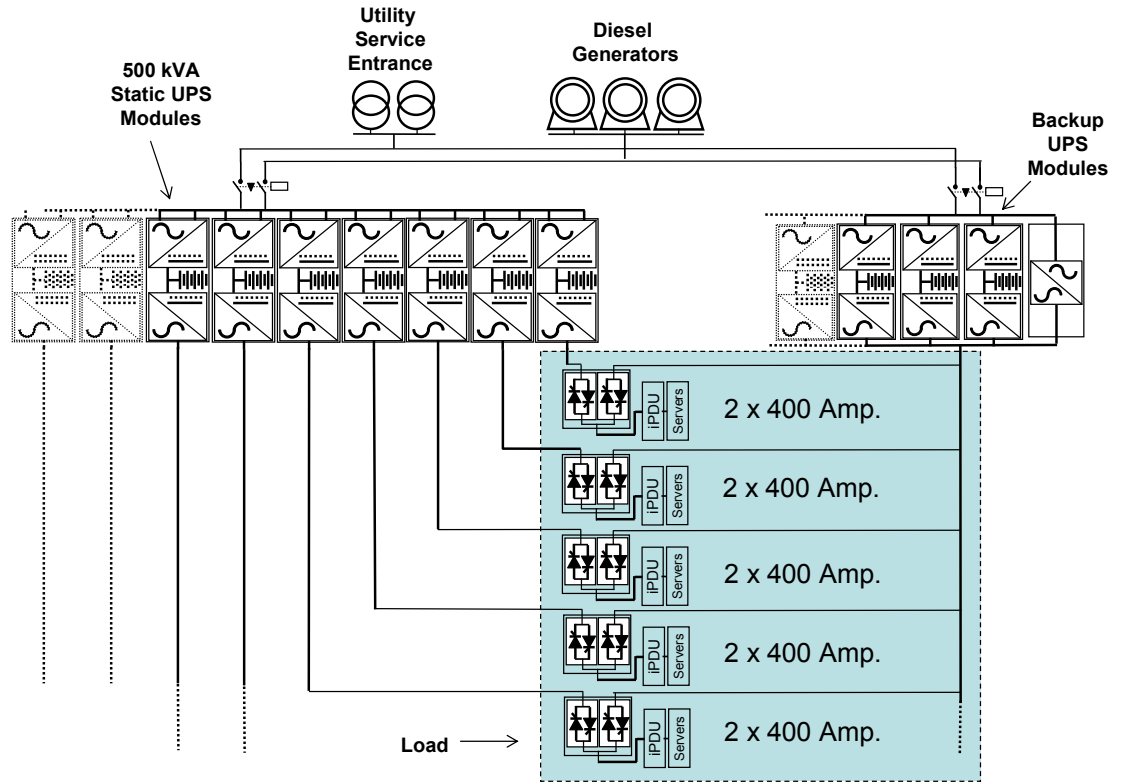 Utility
Service
Entrance
Diesel
Generators
500 kVA
Static UPS
Modules
Backup
UPS
Modules
iPDU
Servers
2 x 400 Amp.
iPDU
Servers
2 x 400 Amp.
iPDU
Servers
2 x 400 Amp.
iPDU
Servers
2 x 400 Amp.
iPDU
Servers
2 x 400 Amp.
Load